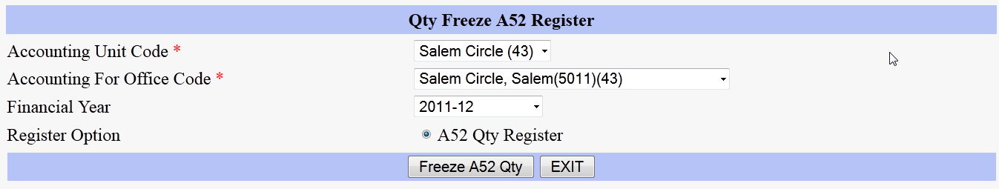 Qty Freeze A52 Register
Accounting Unit Code * Salem Circle (43)
Accounting For Office Code * Salem Circle, Salem(5011)(43)
Financial Year 2011-12
Register Option A52 Qty Register
Freeze A52 Qty EXIT